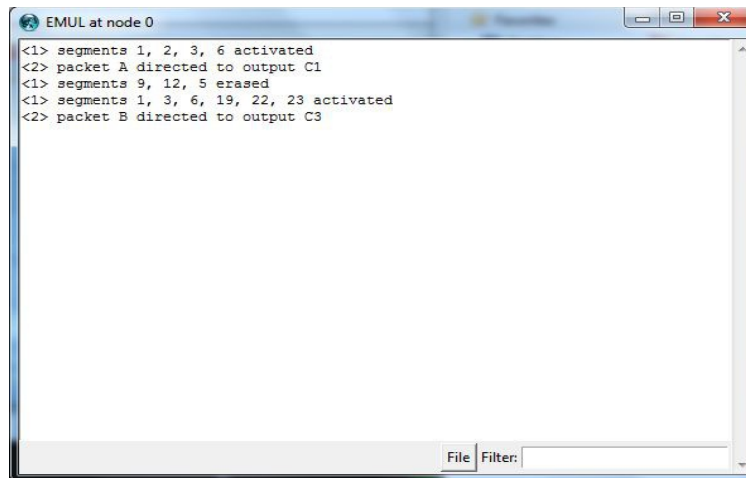 EMUL at node 0
<1> segments 1, 2, 3, 6 activated
<2> packet A directed to output C1
<1> segments 9, 12, 5 erased
<1> segments 1, 3, 6, 19, 22, 23 activated
<2> packet B directed to output C3
File Filter: